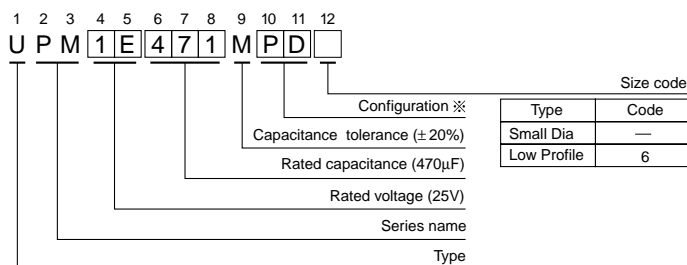 1 2 3 4 5 6 7 8 9 10 11 12
U P M 1 E 4 7 1 M P D
Size code
Configuration ※
Type Code
Capacitance tolerance (±20%)
Small Dia —
Rated capacitance (470µF)
Low Profile 6
Rated voltage (25V)
Series name
Type